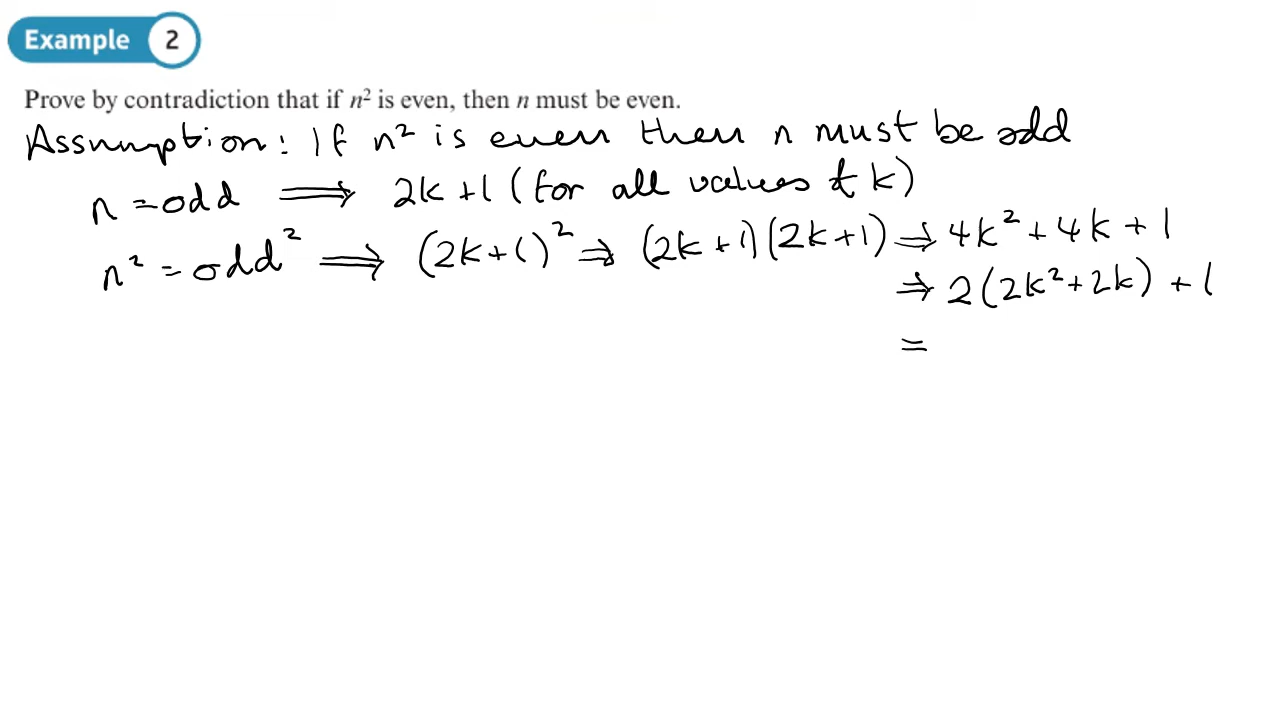 Example 2
Prove by contradiction that if n² is even, then n must be even.
Assumption: If n² is even then n must be odd
n = odd ⟹ 2k+1 (for all values of k)
n² = odd² ⟹ (2k+1)² ⇒ (2k+1)(2k+1) ⇒ 4k² + 4k + 1
⇒ 2(2k²+2k) + 1
=